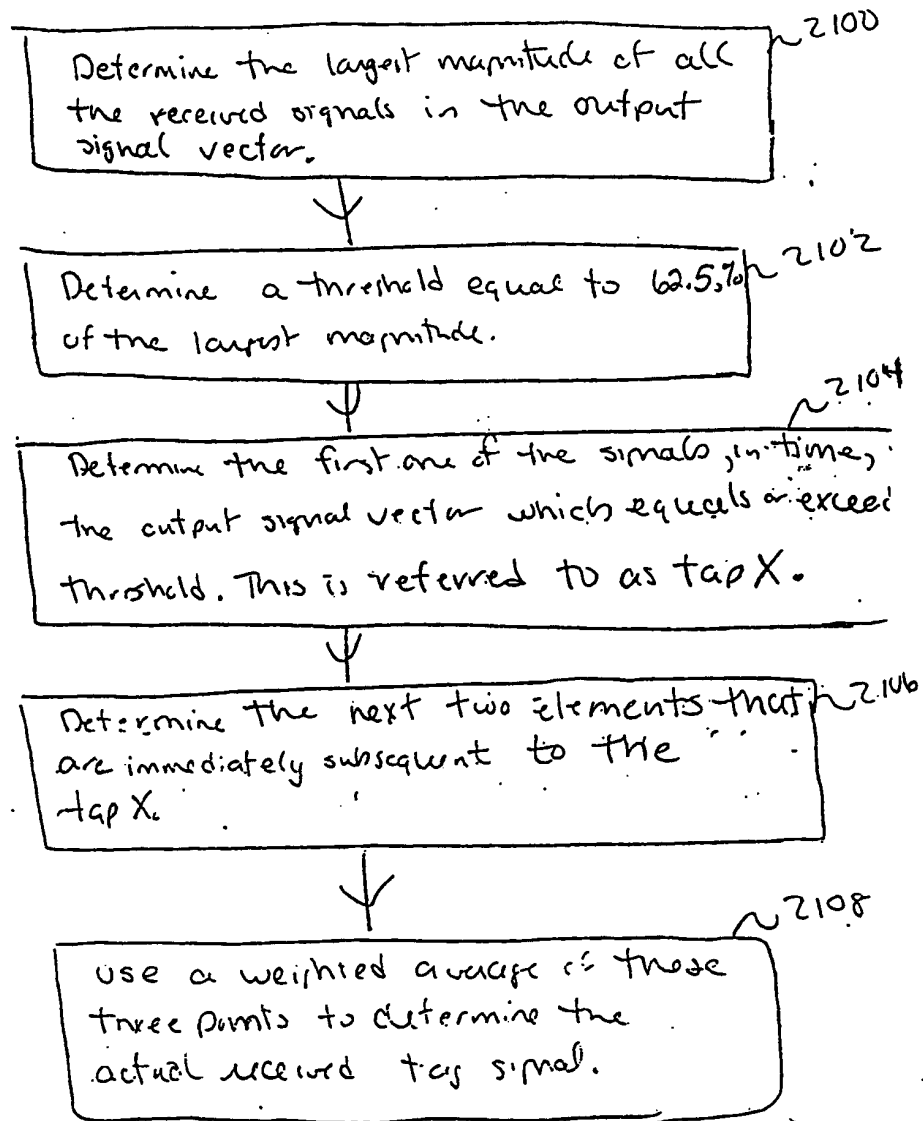 2100
Determine the largest magnitude of all
the received signals in the output
signal vector.
2102
Determine a threshold equal to 62.5%
of the largest magnitude.
2104
Determine the first one of the signals, in time,
the output signal vector which equals or exceed
threshold. This is referred to as tap X.
2106
Determine the next two elements that
are immediately subsequent to the
tap X.
2108
use a weighted average of these
three points to determine the
actual received tag signal.